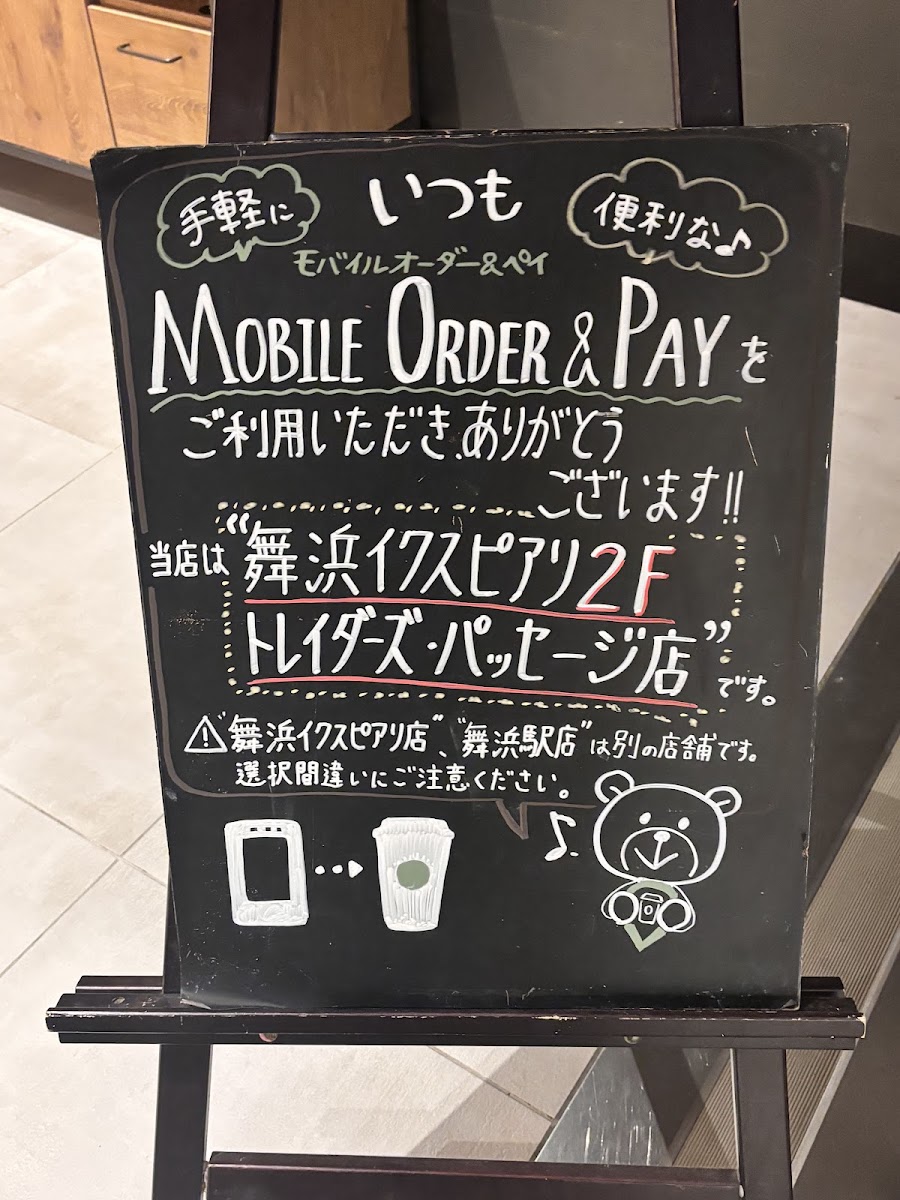 手軽に
いつも
便利な♪
モバイルオーダー&ペイ
MOBILE ORDER & PAY を
ご利用いただき、ありがとう
ございます!!
当店は“舞浜イクスピアリ2F
トレイダーズ・パッセージ店”です。
⚠“舞浜イクスピアリ店”、“舞浜駅店”は別の店舗です。
選択間違いにご注意ください。